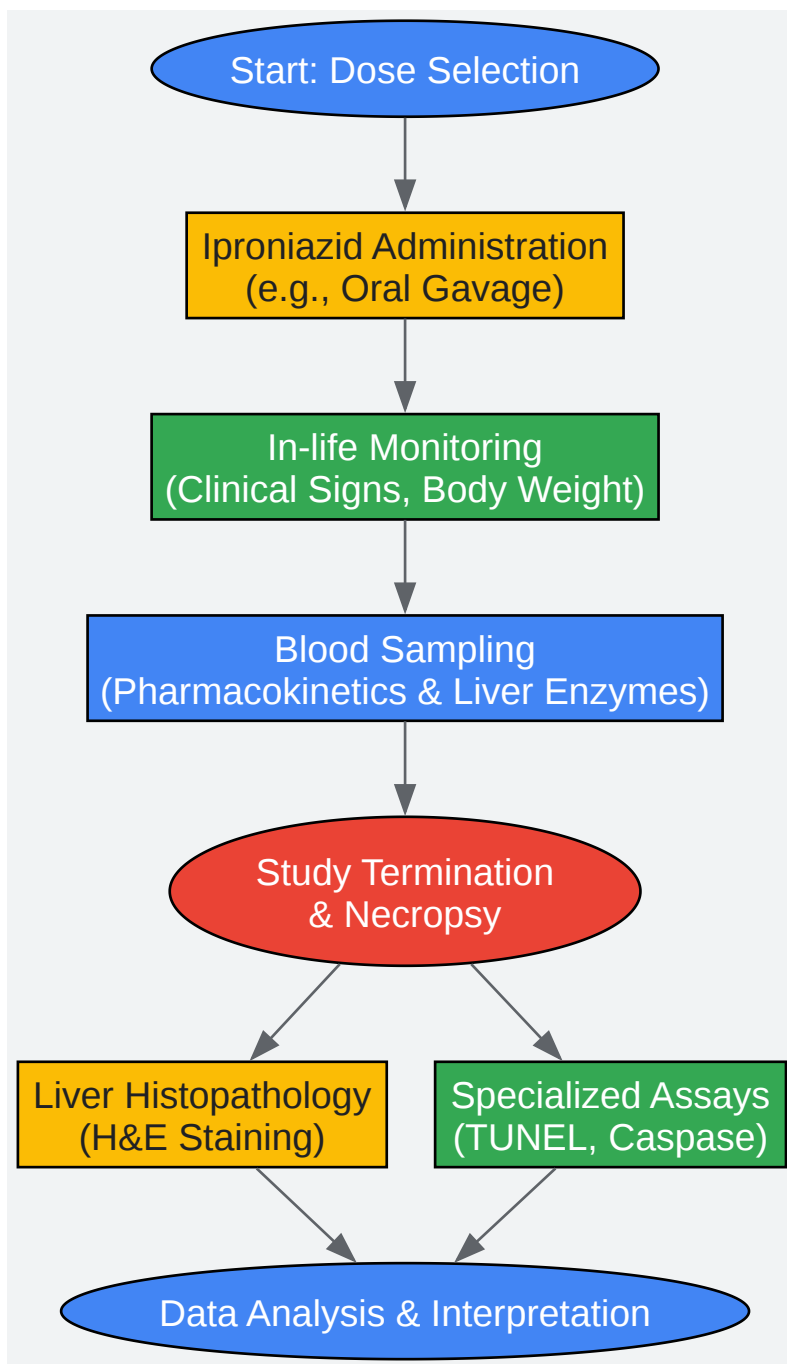 Start: Dose Selection
Iproniazid Administration
(e.g., Oral Gavage)
In-life Monitoring
(Clinical Signs, Body Weight)
Blood Sampling
(Pharmacokinetics & Liver Enzymes)
Study Termination
& Necropsy
Liver Histopathology
(H&E Staining)
Specialized Assays
(TUNEL, Caspase)
Data Analysis & Interpretation